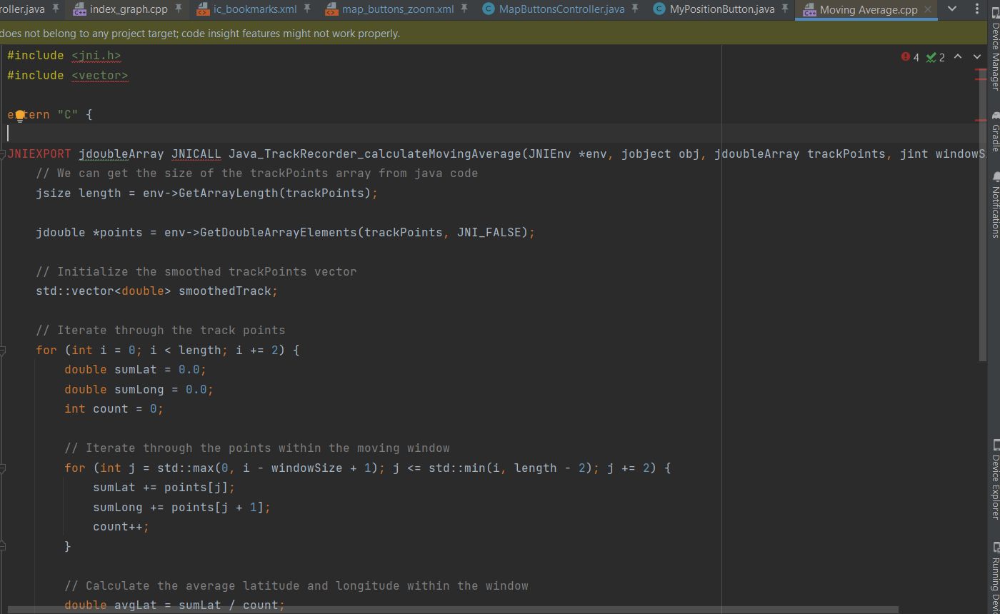 roller.java index_graph.cpp ic_bookmarks.xml map_buttons_zoom.xml MapButtonsController.java MyPositionButton.java Moving Average.cpp
does not belong to any project target; code insight features might not work properly.
#include <jni.h>
4 2
#include <vector>
extern "C" {
JNIEXPORT jdoubleArray JNICALL Java_TrackRecorder_calculateMovingAverage(JNIEnv *env, jobject obj, jdoubleArray trackPoints, jint windowS
// We can get the size of the trackPoints array from java code
jsize length = env->GetArrayLength(trackPoints);
jdouble *points = env->GetDoubleArrayElements(trackPoints, JNI_FALSE);
// Initialize the smoothed trackPoints vector
std::vector<double> smoothedTrack;
// Iterate through the track points
for (int i = 0; i < length; i += 2) {
double sumLat = 0.0;
double sumLong = 0.0;
int count = 0;
// Iterate through the points within the moving window
for (int j = std::max(0, i - windowSize + 1); j <= std::min(i, length - 2); j += 2) {
sumLat += points[j];
sumLong += points[j + 1];
count++;
}
// Calculate the average latitude and longitude within the window
double avgLat = sumLat / count;
Device Manager
Gradle
Notifications
Device Explorer
Running Devi